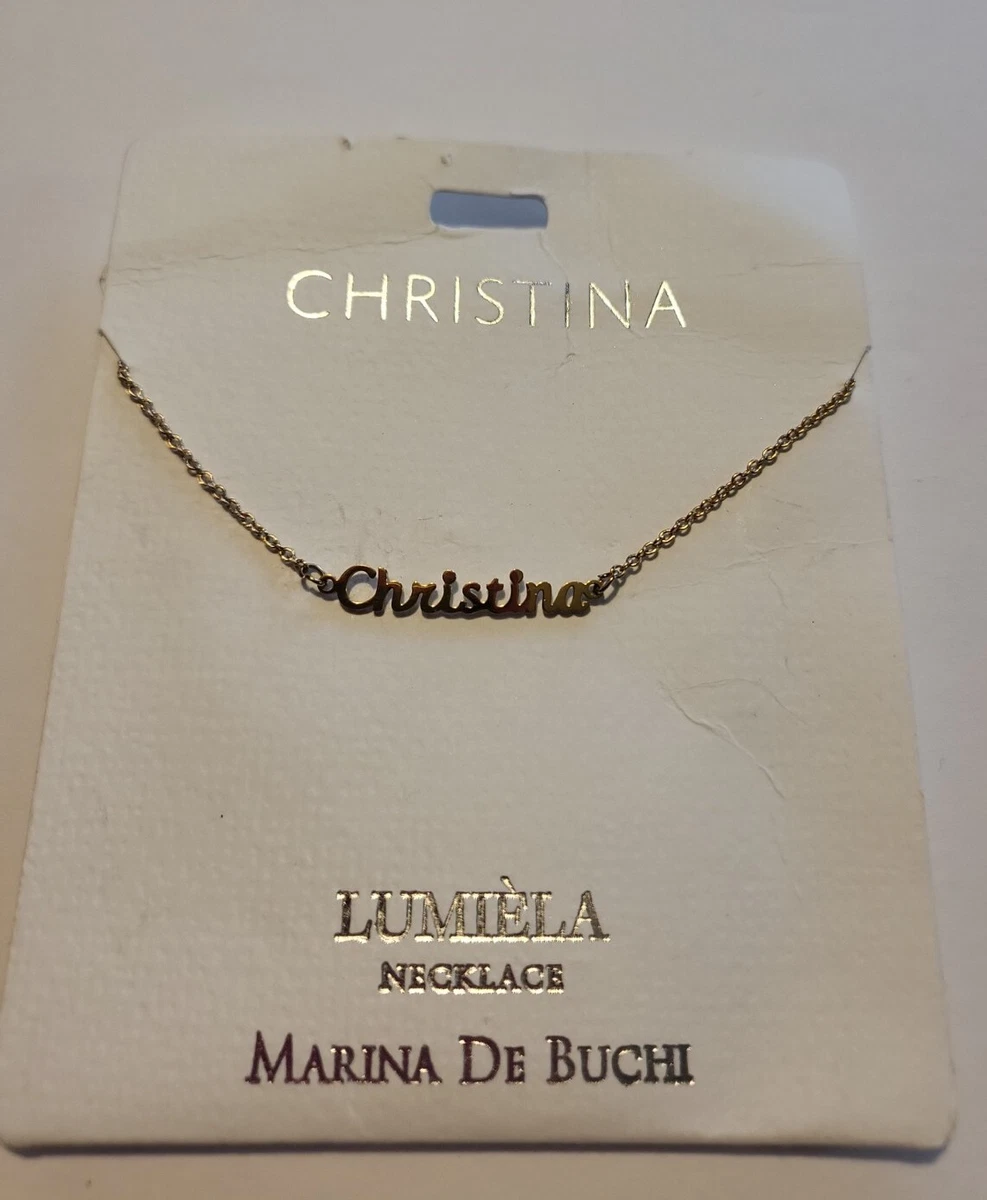 CHRISTINA
Christina
LUMIÈLA
NECKLACE
MARINA DE BUCHI